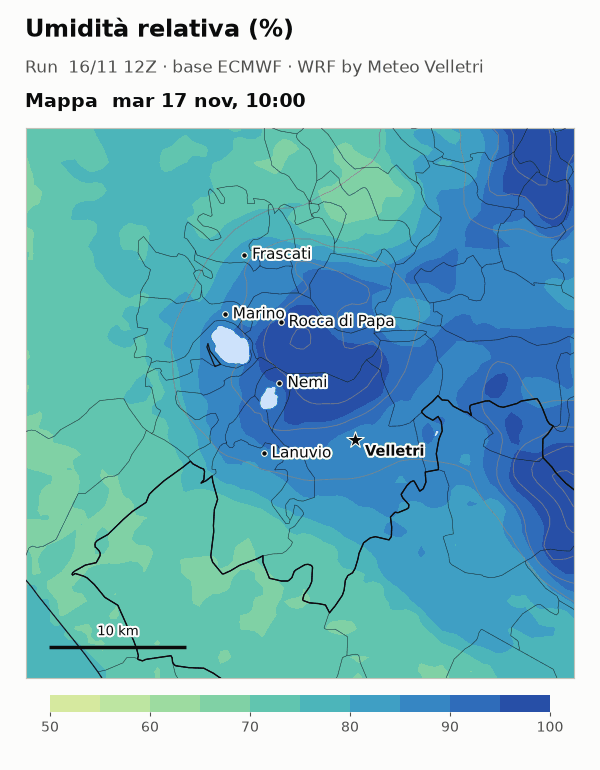 Umidità relativa (%)
Run  16/11 12Z · base ECMWF · WRF by Meteo Velletri
Mappa  mar 17 nov, 10:00
Frascati
Marino
Rocca di Papa
Nemi
Velletri
Lanuvio
10 km
50 60 70 80 90 100